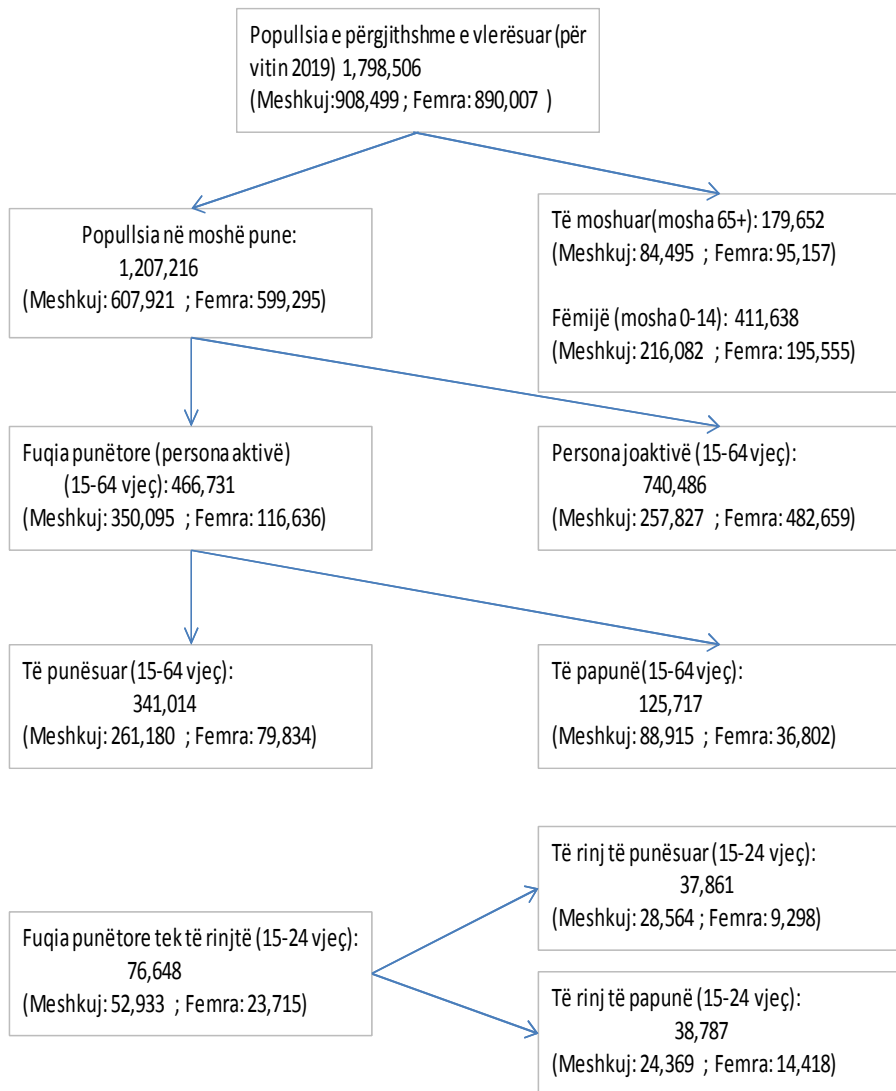 Popullsia e përgjithshme e vlerësuar (për
vitin 2019) 1,798,506
(Meshkuj:908,499 ; Femra: 890,007 )
Popullsia në moshë pune:
1,207,216
(Meshkuj: 607,921 ; Femra: 599,295)
Të moshuar(mosha 65+): 179,652
(Meshkuj: 84,495 ; Femra: 95,157)
Fëmijë (mosha 0-14): 411,638
(Meshkuj: 216,082 ; Femra: 195,555)
Fuqia punëtore (persona aktivë)
(15-64 vjeç): 466,731
(Meshkuj: 350,095 ; Femra: 116,636)
Persona joaktivë (15-64 vjeç):
740,486
(Meshkuj: 257,827 ; Femra: 482,659)
Të punësuar (15-64 vjeç):
341,014
(Meshkuj: 261,180 ; Femra: 79,834)
Të papunë(15-64 vjeç):
125,717
(Meshkuj: 88,915 ; Femra: 36,802)
Fuqia punëtore tek të rinjtë (15-24 vjeç):
76,648
(Meshkuj: 52,933 ; Femra: 23,715)
Të rinj të punësuar (15-24 vjeç):
37,861
(Meshkuj: 28,564 ; Femra: 9,298)
Të rinj të papunë (15-24 vjeç):
38,787
(Meshkuj: 24,369 ; Femra: 14,418)